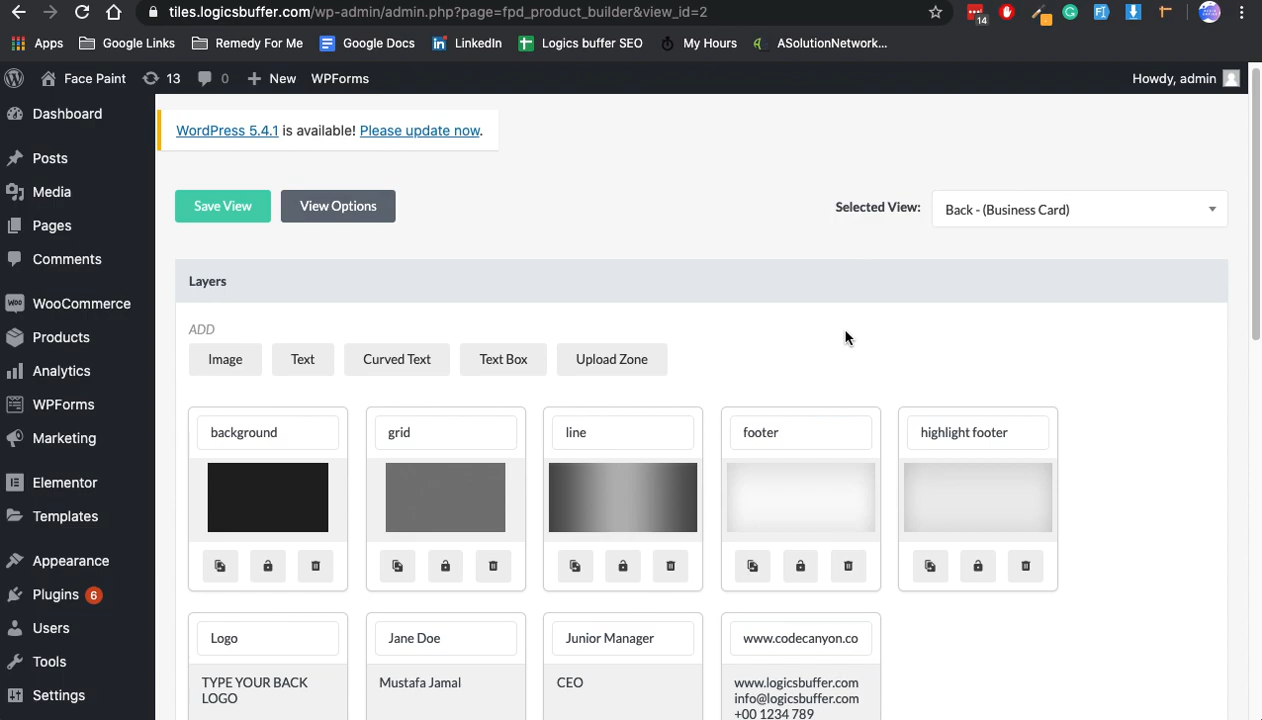 tiles.logicsbuffer.com/wp-admin/admin.php?page=fpd_product_builder&view_id=2
14
Apps Google Links Remedy For Me Google Docs LinkedIn Logics buffer SEO My Hours ASolutionNetwork...
Face Paint 13 0 New WPForms Howdy, admin
Dashboard
Posts
Media
Pages
Comments
WooCommerce
Products
Analytics
WPForms
Marketing
Elementor
Templates
Appearance
Plugins 6
Users
Tools
Settings
WordPress 5.4.1 is available! Please update now.
Save View View Options Selected View: Back - (Business Card)
Layers
ADD
Image Text Curved Text Text Box Upload Zone
background grid line footer highlight footer
Logo Jane Doe Junior Manager www.codecanyon.co
TYPE YOUR BACK
LOGO
Mustafa Jamal
CEO
www.logicsbuffer.com
info@logicsbuffer.com
+00 1234 789